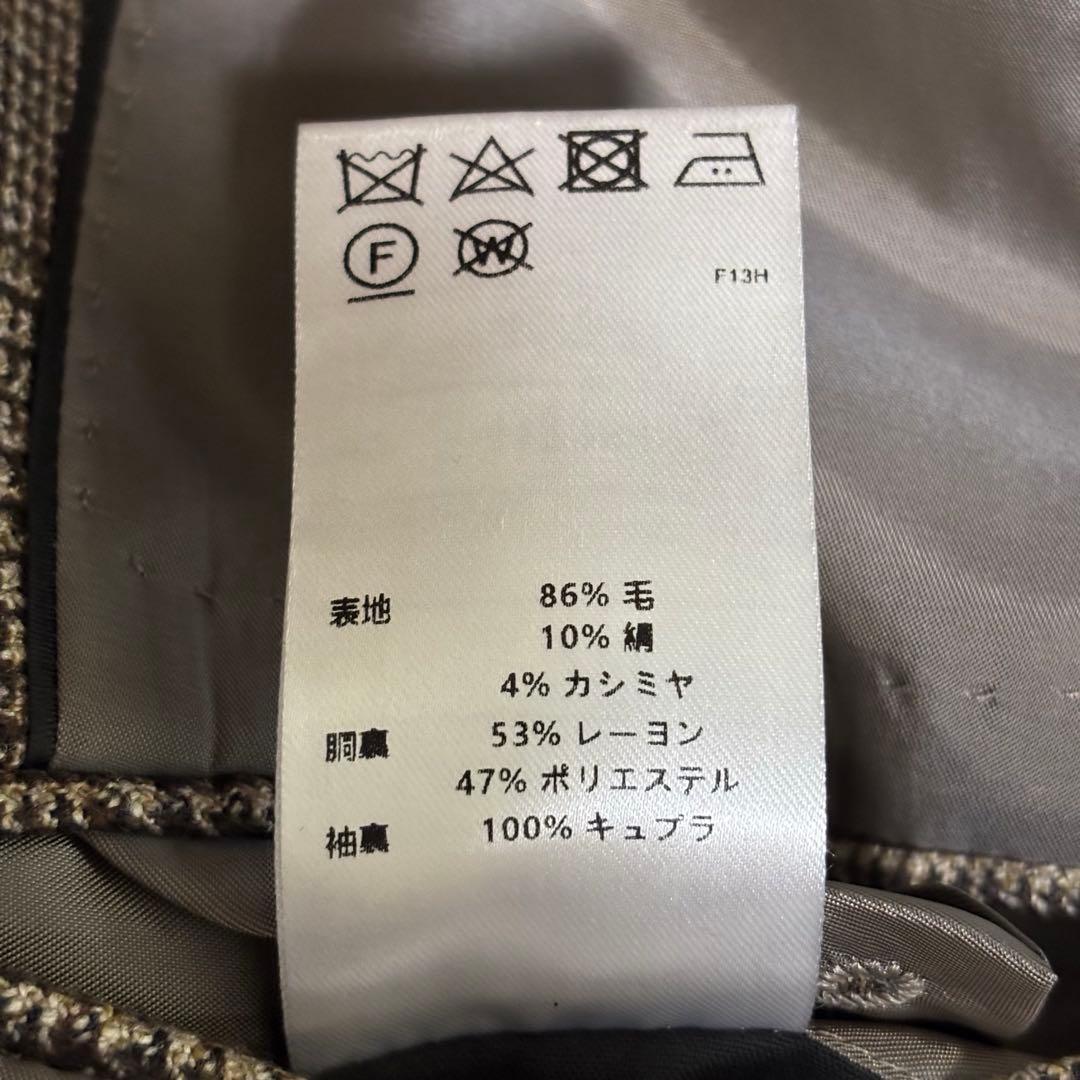 F W
F13H
表地 86% 毛
10% 絹
4% カシミヤ
胴裏 53% レーヨン
47% ポリエステル
袖裏 100% キュプラ